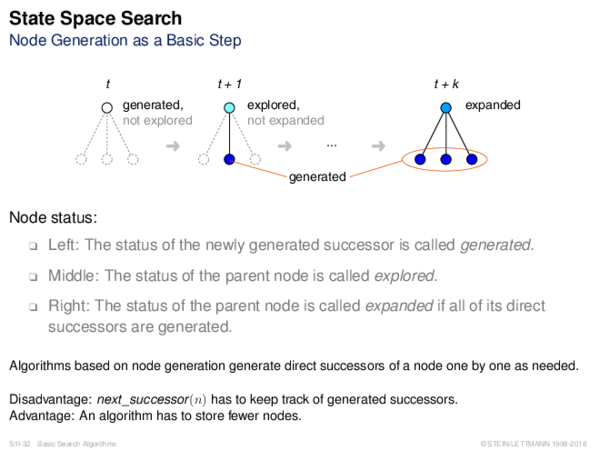 State Space Search
Node Generation as a Basic Step
t
t + 1
t + k
generated,
not explored
explored,
not expanded
expanded
...
generated
Node status:
❑ Left: The status of the newly generated successor is called generated.
❑ Middle: The status of the parent node is called explored.
❑ Right: The status of the parent node is called expanded if all of its direct
successors are generated.
Algorithms based on node generation generate direct successors of a node one by one as needed.
Disadvantage: next_successor(n) has to keep track of generated successors.
Advantage: An algorithm has to store fewer nodes.
S:II-32 Basic Search Algorithms
© STEIN/LETTMANN 1998-2018